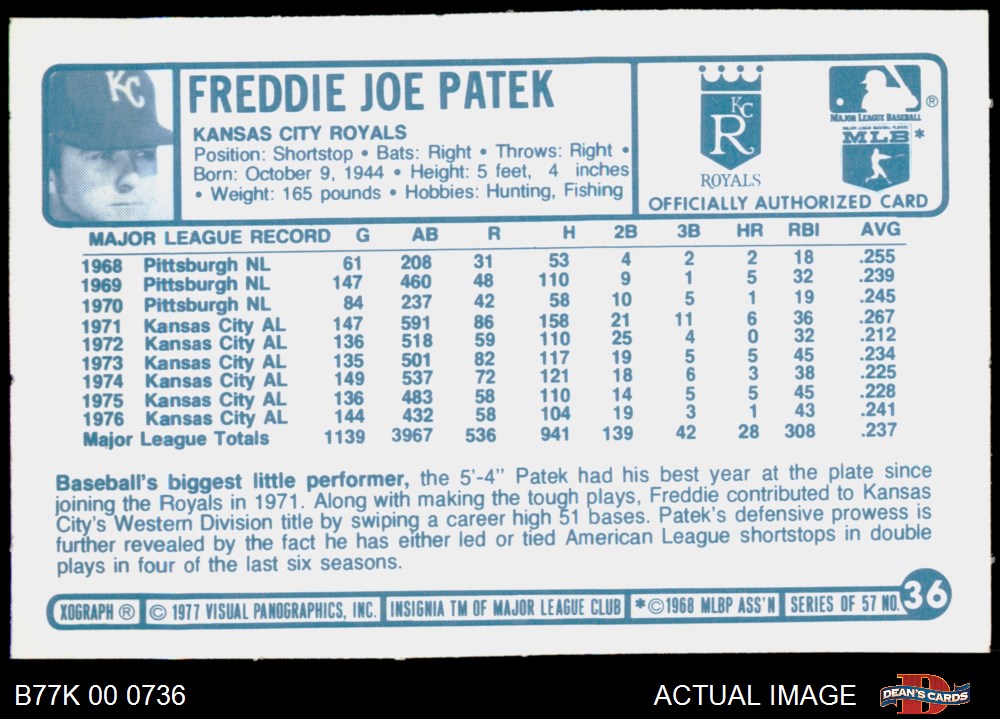 KC
FREDDIE JOE PATEK
KANSAS CITY ROYALS
Position: Shortstop • Bats: Right • Throws: Right •
Born: October 9, 1944 • Height: 5 feet, 4 inches
• Weight: 165 pounds • Hobbies: Hunting, Fishing
KC
R
ROYALS
®
MAJOR LEAGUE BASEBALL
MAJOR LEAGUE BASEBALL PLAYERS
MLB *
OFFICIALLY AUTHORIZED CARD
MAJOR LEAGUE RECORD G AB R H 2B 3B HR RBI AVG
1968 Pittsburgh NL 61 208 31 53 4 2 2 18 .255
1969 Pittsburgh NL 147 460 48 110 9 1 5 32 .239
1970 Pittsburgh NL 84 237 42 58 10 5 1 19 .245
1971 Kansas City AL 147 591 86 158 21 11 6 36 .267
1972 Kansas City AL 136 518 59 110 25 4 0 32 .212
1973 Kansas City AL 135 501 82 117 19 5 5 45 .234
1974 Kansas City AL 149 537 72 121 18 6 3 38 .225
1975 Kansas City AL 136 483 58 110 14 5 5 45 .228
1976 Kansas City AL 144 432 58 104 19 3 1 43 .241
Major League Totals 1139 3967 536 941 139 42 28 308 .237
Baseball's biggest little performer, the 5'-4" Patek had his best year at the plate since
joining the Royals in 1971. Along with making the tough plays, Freddie contributed to Kansas
City's Western Division title by swiping a career high 51 bases. Patek's defensive prowess is
further revealed by the fact he has either led or tied American League shortstops in double
plays in four of the last six seasons.
XOGRAPH ® © 1977 VISUAL PANOGRAPHICS, INC. INSIGNIA TM OF MAJOR LEAGUE CLUB *©1968 MLBP ASS'N SERIES OF 57 NO. 36
B77K 00 0736 ACTUAL IMAGE D DEAN'S CARDS